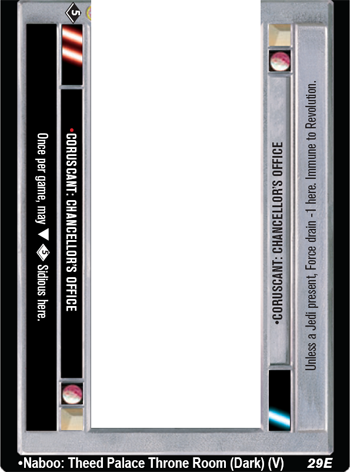 •CORUSCANT: CHANCELLOR'S OFFICE
Once per game, may ▼ 5 Sidious here.
•CORUSCANT: CHANCELLOR'S OFFICE
Unless a Jedi present, Force drain -1 here. Immune to Revolution.
5
•Naboo: Theed Palace Throne Room (Dark) (V) 29E